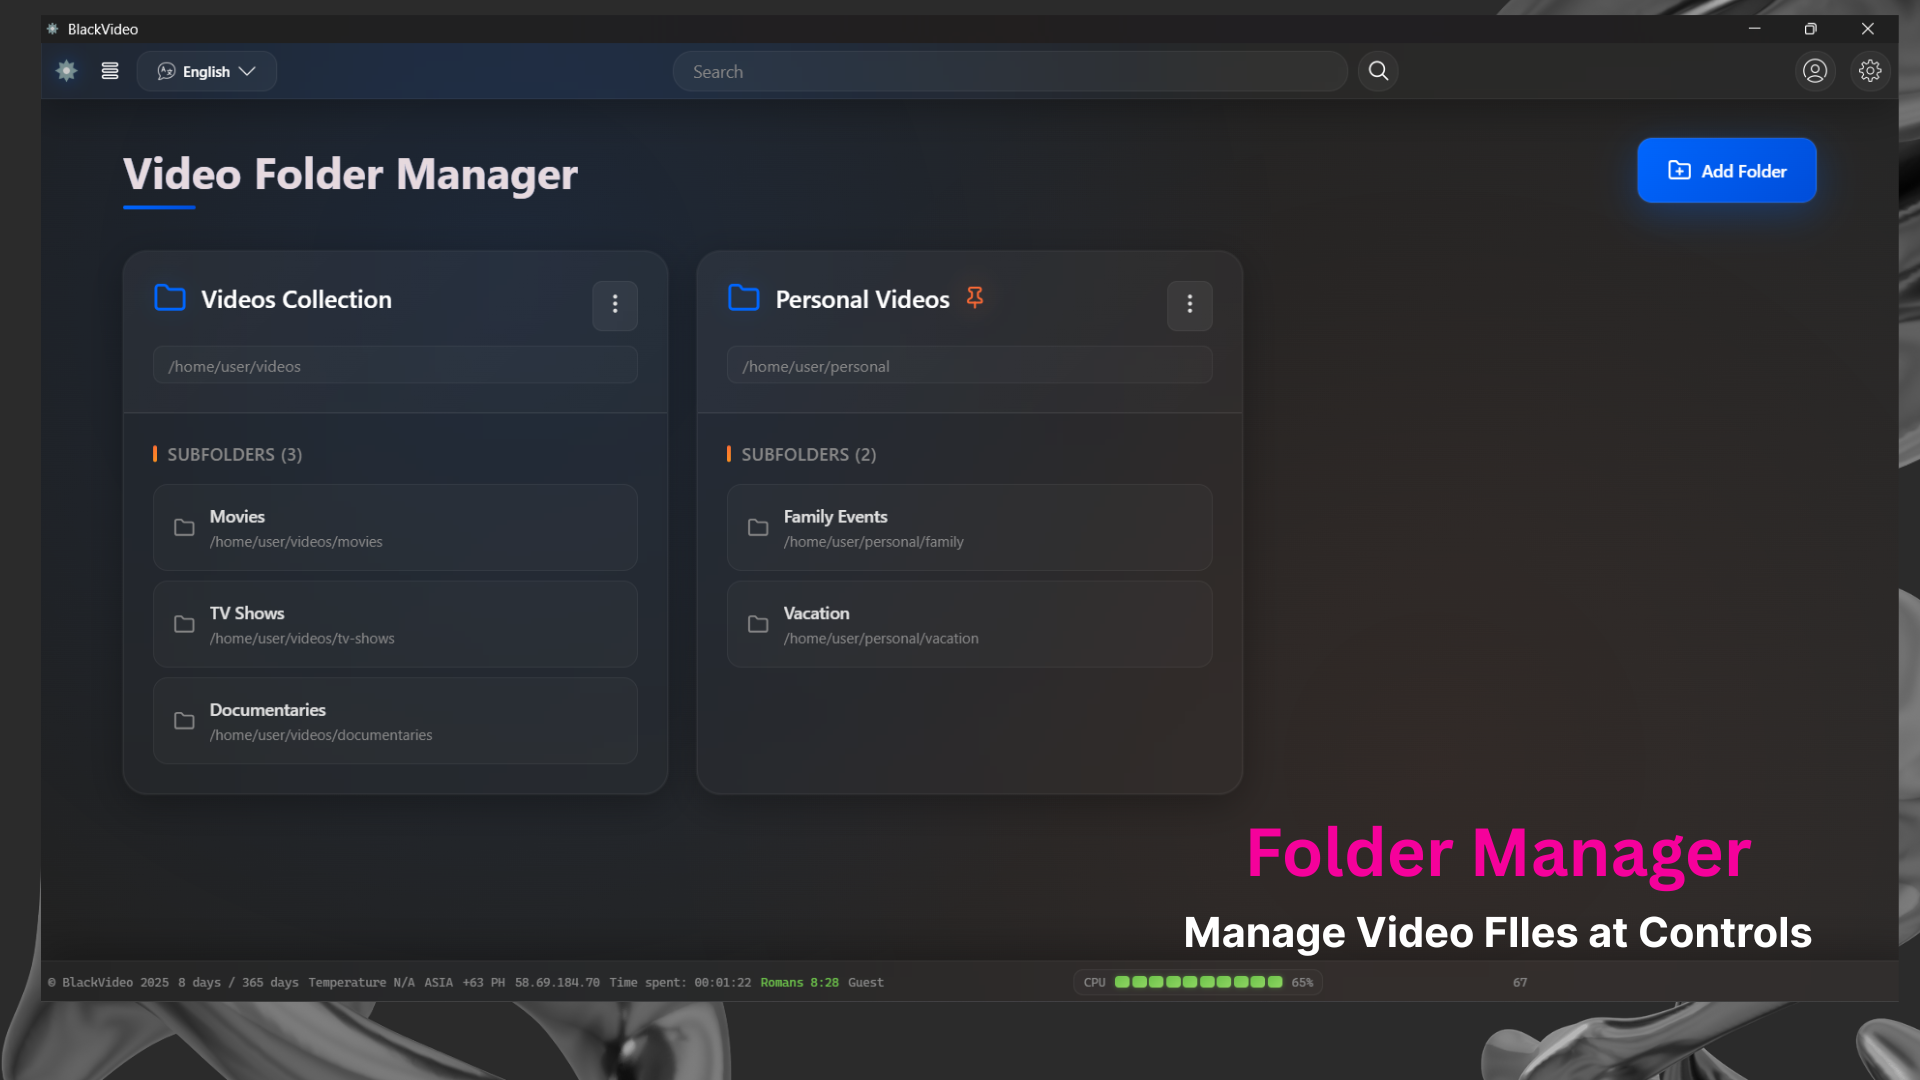 BlackVideo
English
Search
Video Folder Manager
Add Folder
Videos Collection
/home/user/videos
SUBFOLDERS (3)
Movies
/home/user/videos/movies
TV Shows
/home/user/videos/tv-shows
Documentaries
/home/user/videos/documentaries
Personal Videos
/home/user/personal
SUBFOLDERS (2)
Family Events
/home/user/personal/family
Vacation
/home/user/personal/vacation
Folder Manager
Manage Video FIles at Controls
© BlackVideo 2025 8 days / 365 days Temperature N/A ASIA +63 PH 58.69.184.70 Time spent: 00:01:22 Romans 8:28 Guest
CPU 65%
67